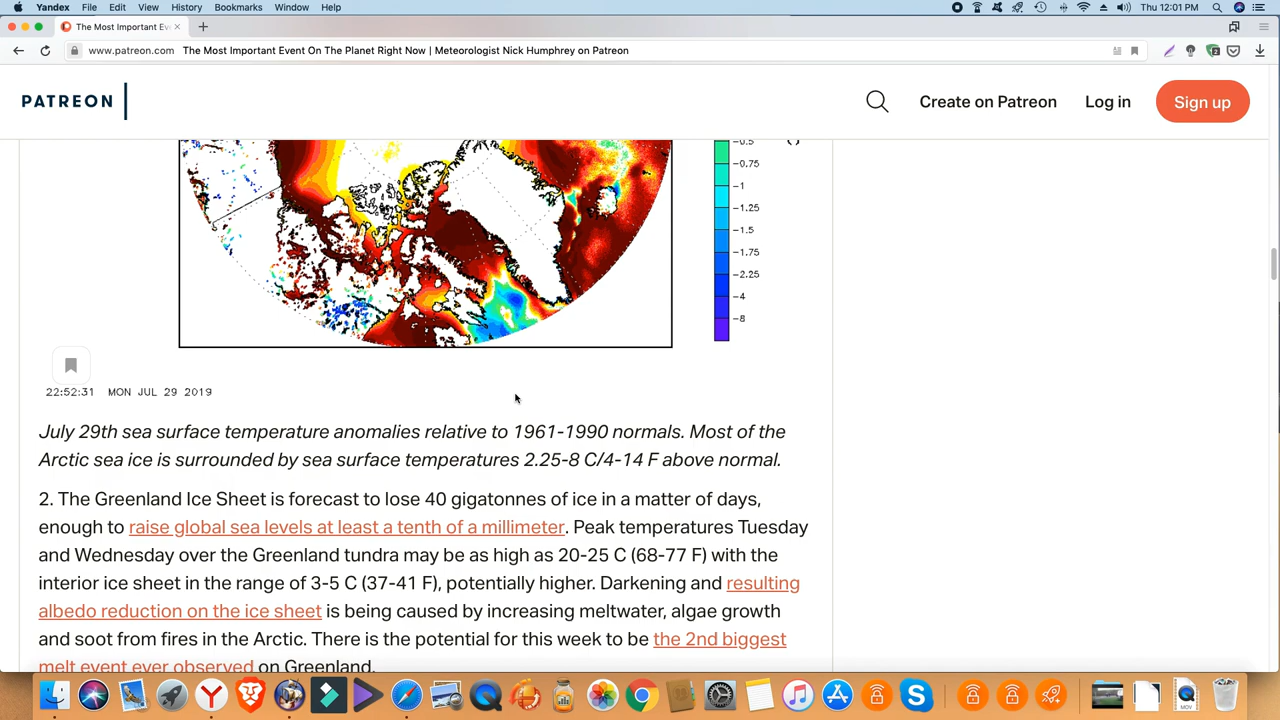 Yandex File Edit View History Bookmarks Window Help Thu 12:01 PM
The Most Important Ev
www.patreon.com The Most Important Event On The Planet Right Now | Meteorologist Nick Humphrey on Patreon
PATREON Create on Patreon Log in Sign up
-0.5
-0.75
-1
-1.25
-1.5
-1.75
-2.25
-4
-8
22:52:31 MON JUL 29 2019
July 29th sea surface temperature anomalies relative to 1961-1990 normals. Most of the
Arctic sea ice is surrounded by sea surface temperatures 2.25-8 C/4-14 F above normal.
2. The Greenland Ice Sheet is forecast to lose 40 gigatonnes of ice in a matter of days,
enough to raise global sea levels at least a tenth of a millimeter. Peak temperatures Tuesday
and Wednesday over the Greenland tundra may be as high as 20-25 C (68-77 F) with the
interior ice sheet in the range of 3-5 C (37-41 F), potentially higher. Darkening and resulting
albedo reduction on the ice sheet is being caused by increasing meltwater, algae growth
and soot from fires in the Arctic. There is the potential for this week to be the 2nd biggest
melt event ever observed on Greenland.